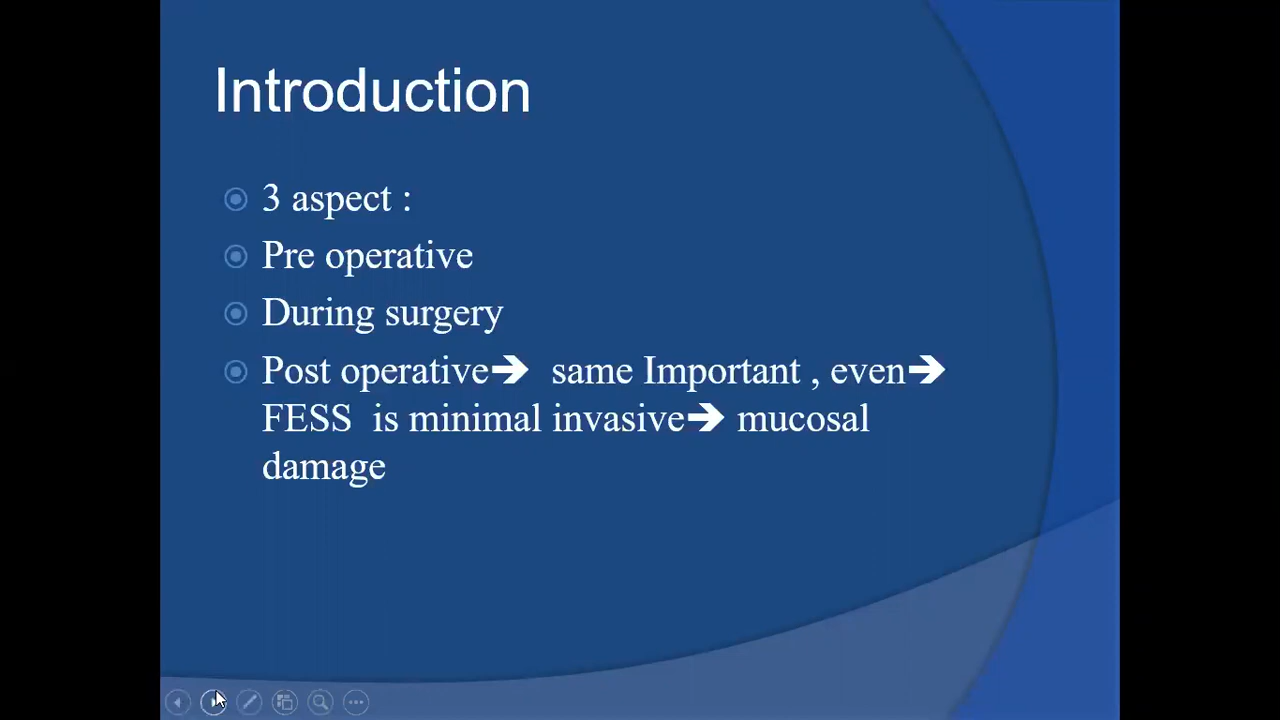 Introduction
3 aspect :
Pre operative
During surgery
Post operative➔ same Important , even➔
FESS is minimal invasive➔ mucosal
damage